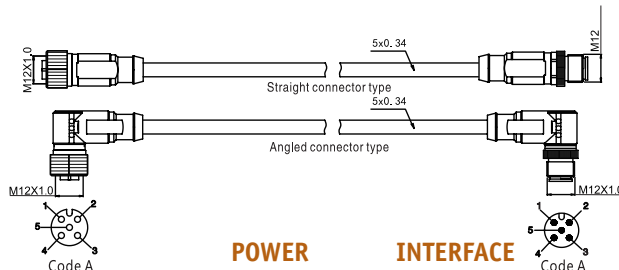 5x0.34
M12X1.0
M12
Straight connector type
5x0.34
Angled connector type
M12X1.0
M12X1.0
1 2
5
4 3
Code A
POWER INTERFACE
1 2
5
4 3
Code A